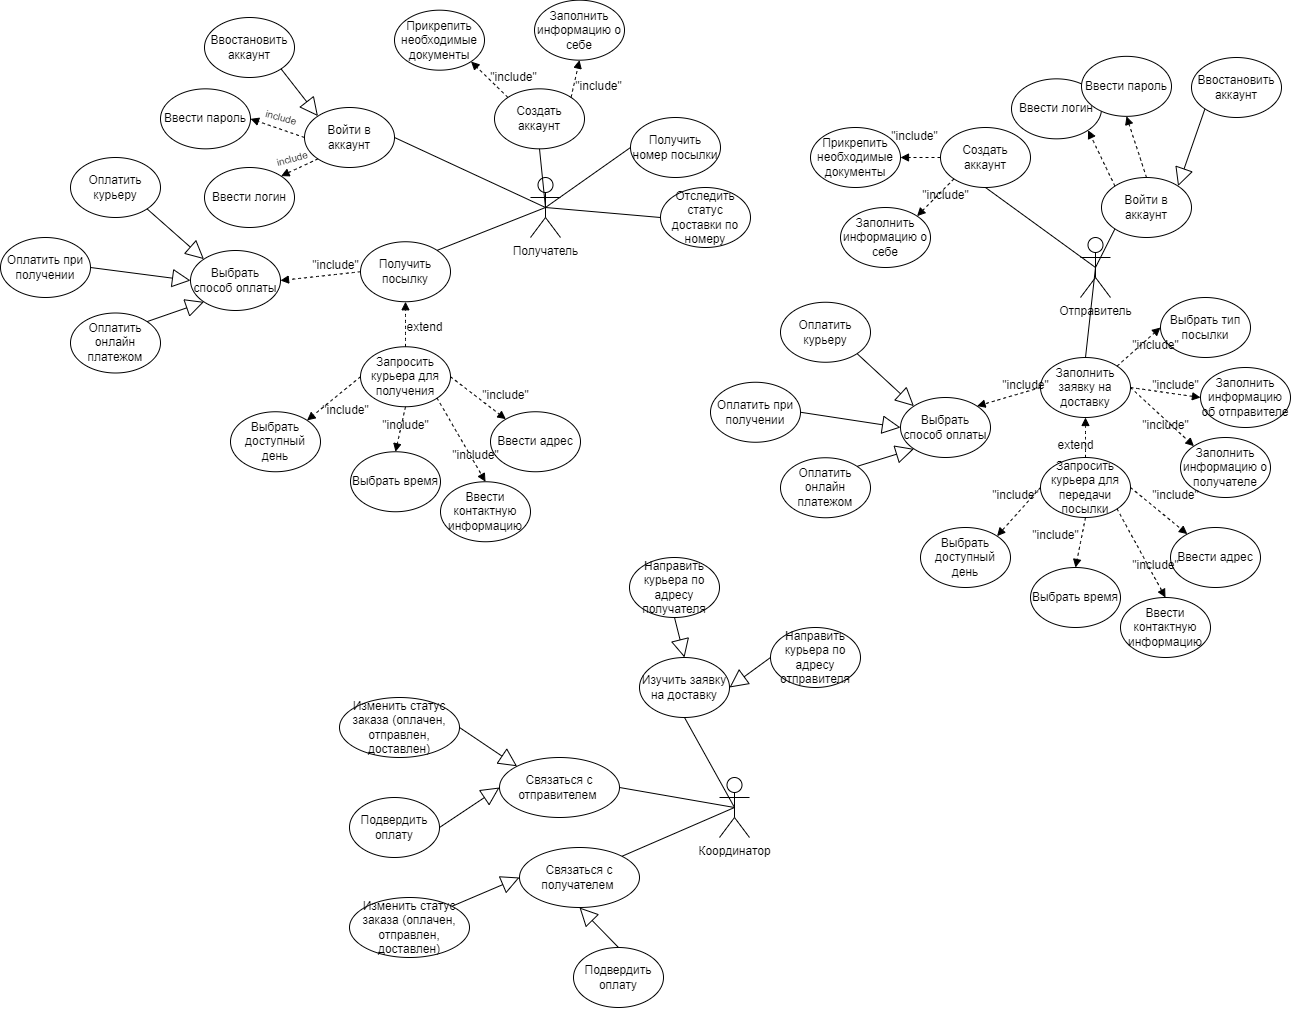 Ввостановить
аккаунт
Прикрепить
необходимые
документы
Заполнить
информацию о
себе
"include"
"include"
Ввести пароль
include
Войти в
аккаунт
Создать
аккаунт
include
Ввести логин
Получить
номер посылки
Отследить
статус
доставки по
номеру
Получатель
Оплатить
курьеру
Оплатить при
получении
Оплатить
онлайн
платежом
Выбрать
способ оплаты
"include"
Получить
посылку
extend
Запросить
курьера для
получения
"include"
"include"
"include"
"include"
Выбрать
доступный
день
Выбрать время
Ввести
контактную
информацию
Ввести адрес
Ввести логин
Ввести пароль
Ввостановить
аккаунт
Прикрепить
необходимые
документы
"include"
Создать
аккаунт
"include"
Заполнить
информацию о
себе
Войти в
аккаунт
Отправитель
Выбрать тип
посылки
"include"
Оплатить
курьеру
Оплатить при
получении
Оплатить
онлайн
платежом
Выбрать
способ оплаты
"include"
Заполнить
заявку на
доставку
"include"
Заполнить
информацию
об отправителе
"include"
Заполнить
информацию о
получателе
extend
Запросить
курьера для
передачи
посылки
"include"
"include"
"include"
"include"
Выбрать
доступный
день
Выбрать время
Ввести
контактную
информацию
Ввести адрес
Направить
курьера по
адресу
получателя
Направить
курьера по
адресу
отправителя
Изучить заявку
на доставку
Изменить статус
заказа (оплачен,
отправлен,
доставлен)
Связаться с
отправителем
Подвердить
оплату
Координатор
Связаться с
получателем
Изменить статус
заказа (оплачен,
отправлен,
доставлен)
Подвердить
оплату